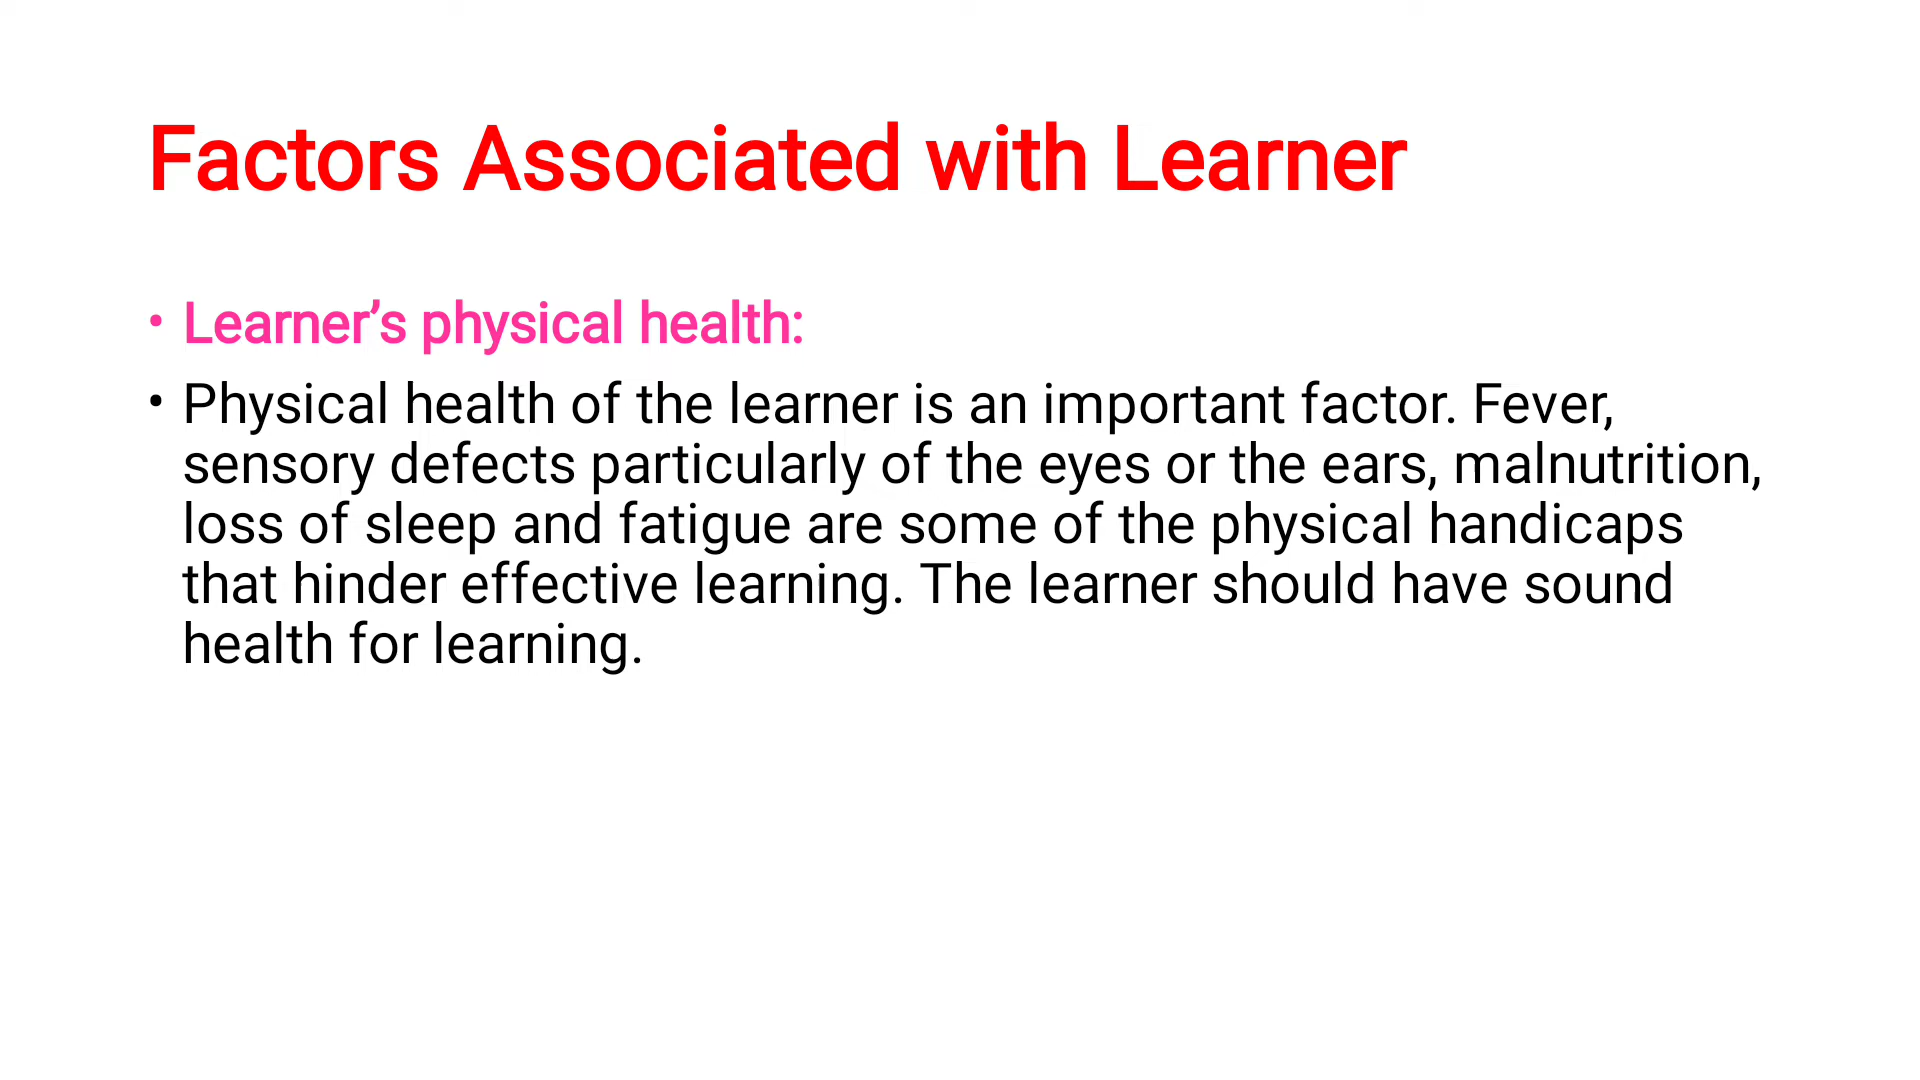 Factors Associated with Learner
• Learner’s physical health:
• Physical health of the learner is an important factor. Fever,
sensory defects particularly of the eyes or the ears, malnutrition,
loss of sleep and fatigue are some of the physical handicaps
that hinder effective learning. The learner should have sound
health for learning.